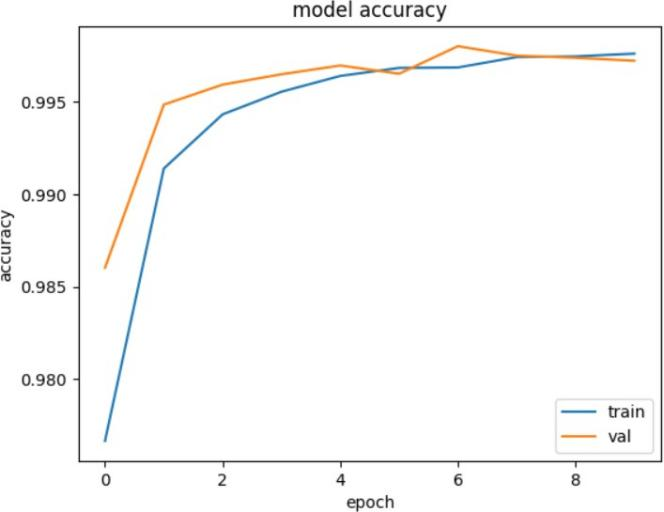 model accuracy
0.995
0.990
0.985
0.980
accuracy
0 2 4 6 8
epoch
train
val